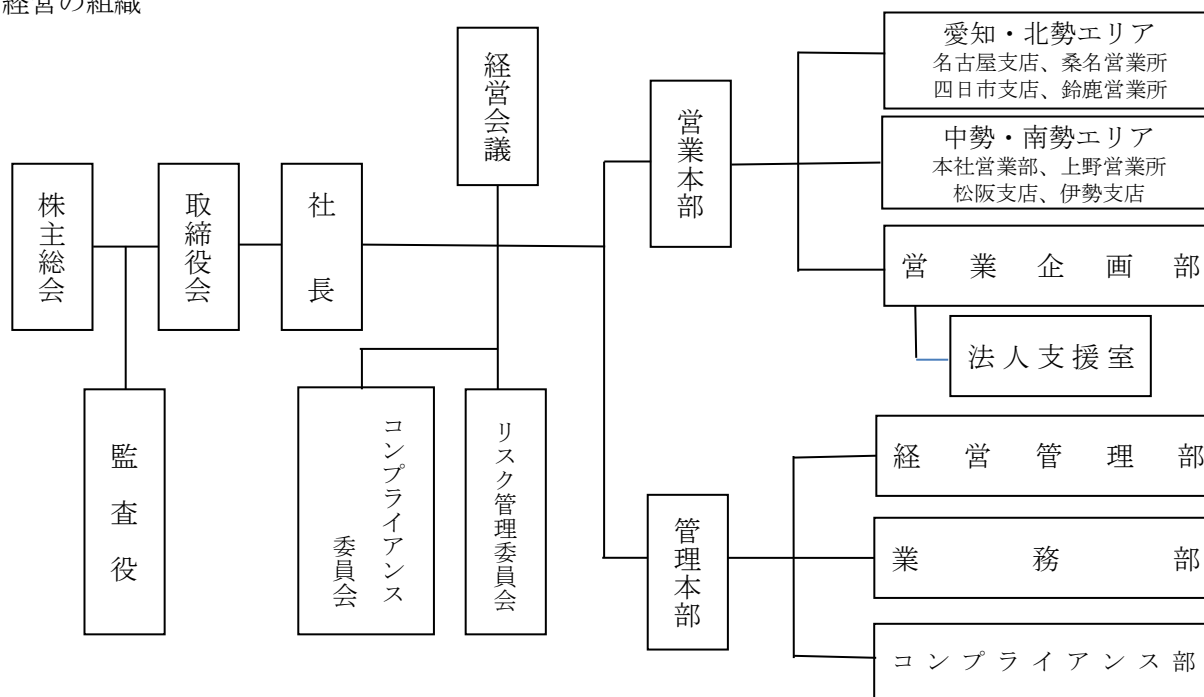 経営の組織
株主総会
監査役
取締役会
社長
経営会議
コンプライアンス
委員会
リスク管理委員会
営業本部
愛知・北勢エリア
名古屋支店、桑名営業所
四日市支店、鈴鹿営業所
中勢・南勢エリア
本社営業部、上野営業所
松阪支店、伊勢支店
営業企画部
法人支援室
管理本部
経営管理部
業務部
コンプライアンス部